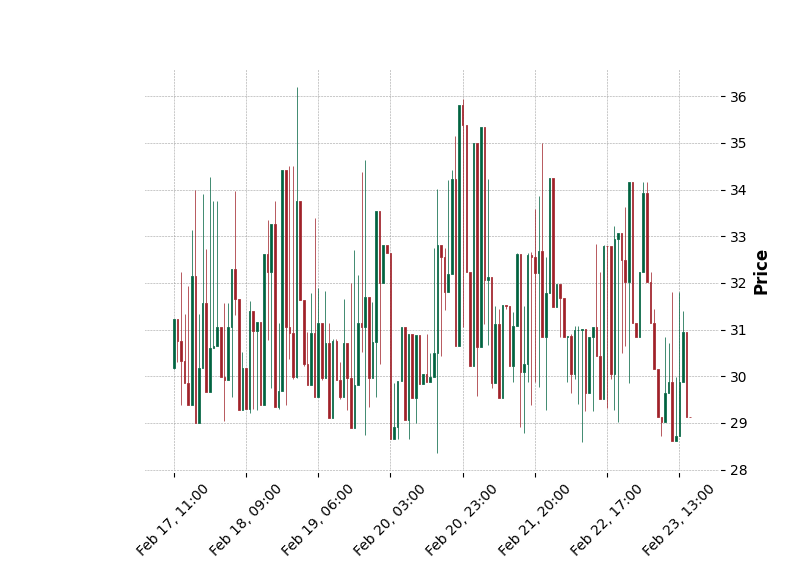 36
35
34
33
32
31
30
29
28
Price
Feb 17, 11:00
Feb 18, 09:00
Feb 19, 06:00
Feb 20, 03:00
Feb 20, 23:00
Feb 21, 20:00
Feb 22, 17:00
Feb 23, 13:00